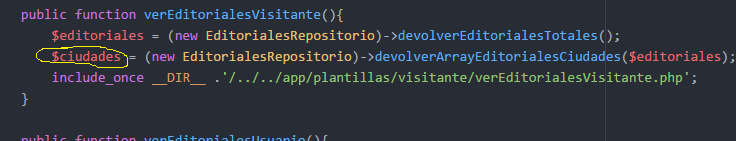 public function verEditorialesVisitante(){
$editoriales = (new EditorialesRepositorio)->devolverEditorialesTotales();
$ciudades = (new EditorialesRepositorio)->devolverArrayEditorialesCiudades($editoriales);
include_once __DIR__ .'/../../app/plantillas/visitante/verEditorialesVisitante.php';
}
public function verEditorialesUsuario(){